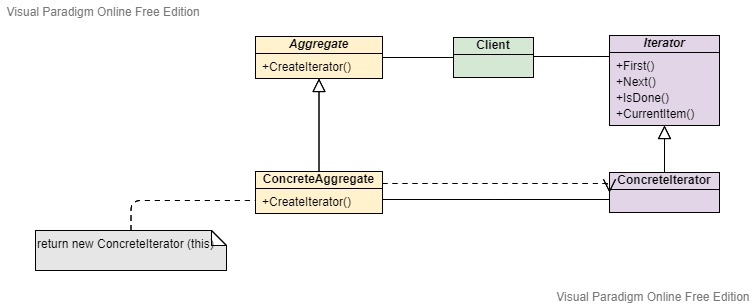 Visual Paradigm Online Free Edition
Aggregate
+CreateIterator()
Client
Iterator
+First()
+Next()
+IsDone()
+CurrentItem()
ConcreteAggregate
+CreateIterator()
ConcreteIterator
return new ConcreteIterator (this)
Visual Paradigm Online Free Edition